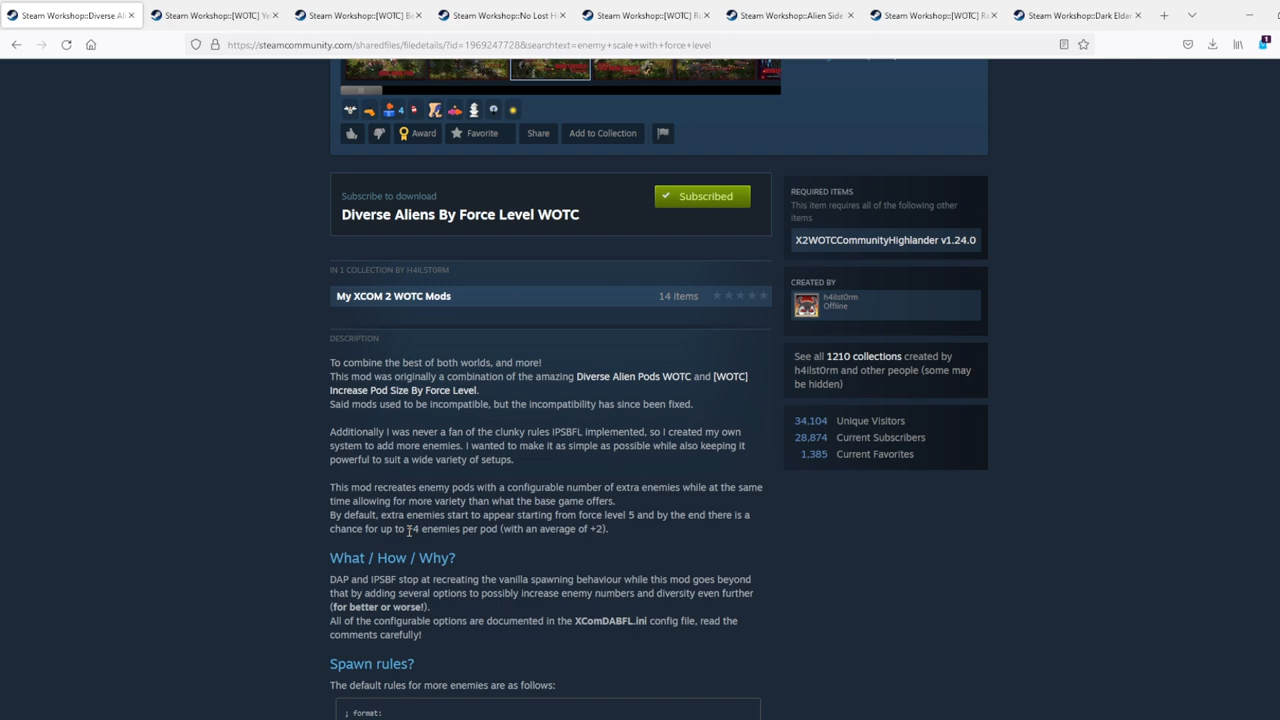 Steam Workshop::Diverse Al
Steam Workshop::[WOTC] Ye
Steam Workshop::[WOTC] Be
Steam Workshop::No Lost Hi
Steam Workshop::[WOTC] Ru
Steam Workshop::Alien Side
Steam Workshop::[WOTC] Ra
Steam Workshop::Dark Eldar
https://steamcommunity.com/sharedfiles/filedetails/?id=1969247728&searchtext=enemy+scale+with+force+level
4
Award
Favorite
Share
Add to Collection
Subscribe to download
Diverse Aliens By Force Level WOTC
Subscribed
IN 1 COLLECTION BY H4ILST0RM
My XCOM 2 WOTC Mods
14 items
DESCRIPTION
To combine the best of both worlds, and more!
This mod was originally a combination of the amazing Diverse Alien Pods WOTC and [WOTC]
Increase Pod Size By Force Level.
Said mods used to be incompatible, but the incompatibility has since been fixed.
Additionally I was never a fan of the clunky rules IPSBFL implemented, so I created my own
system to add more enemies. I wanted to make it as simple as possible while also keeping it
powerful to suit a wide variety of setups.
This mod recreates enemy pods with a configurable number of extra enemies while at the same
time allowing for more variety than what the base game offers.
By default, extra enemies start to appear starting from force level 5 and by the end there is a
chance for up to +4 enemies per pod (with an average of +2).
What / How / Why?
DAP and IPSBF stop at recreating the vanilla spawning behaviour while this mod goes beyond
that by adding several options to possibly increase enemy numbers and diversity even further
(for better or worse!).
All of the configurable options are documented in the XComDABFL.ini config file, read the
comments carefully!
Spawn rules?
The default rules for more enemies are as follows:
; format:
REQUIRED ITEMS
This item requires all of the following other
items
X2WOTCCommunityHighlander v1.24.0
CREATED BY
h4ilst0rm
Offline
See all 1210 collections created by
h4ilst0rm and other people (some may
be hidden)
34,104 Unique Visitors
28,874 Current Subscribers
1,385 Current Favorites
1